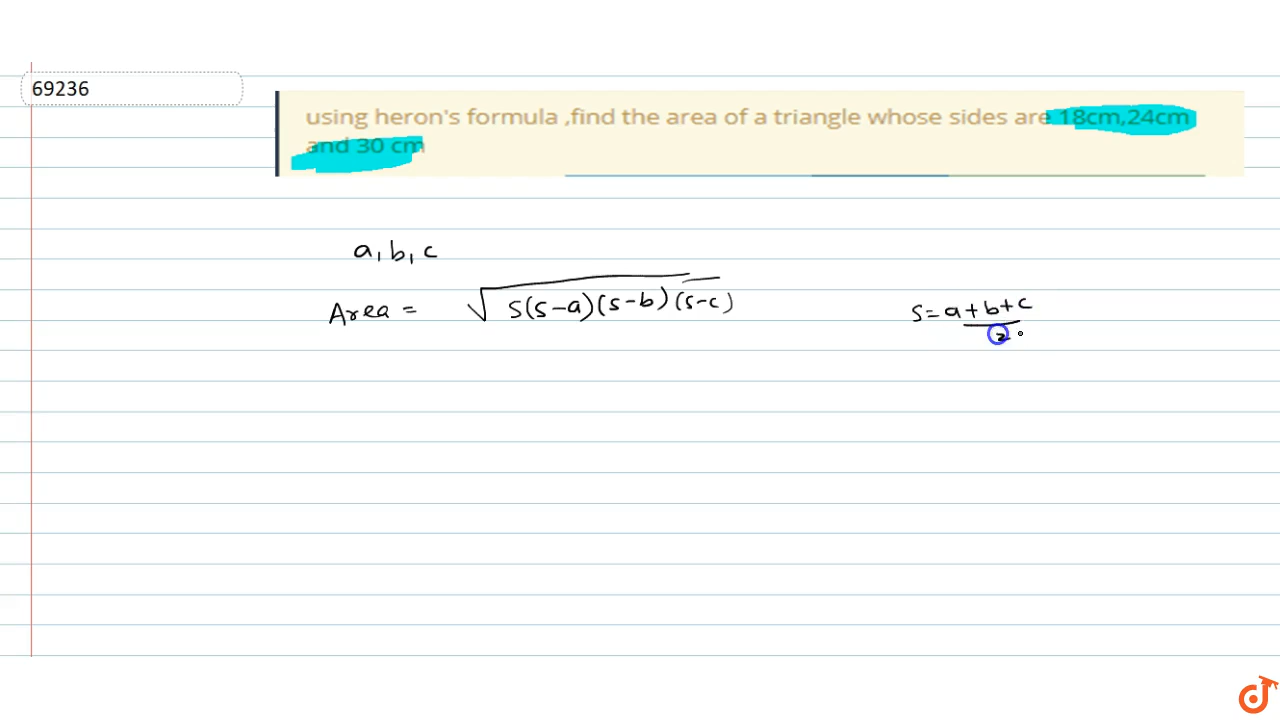 69236
using heron's formula ,find the area of a triangle whose sides are 18cm,24cm
and 30 cm
a, b, c
Area = √s(s-a)(s-b)(s-c)
s = a+b+c
2